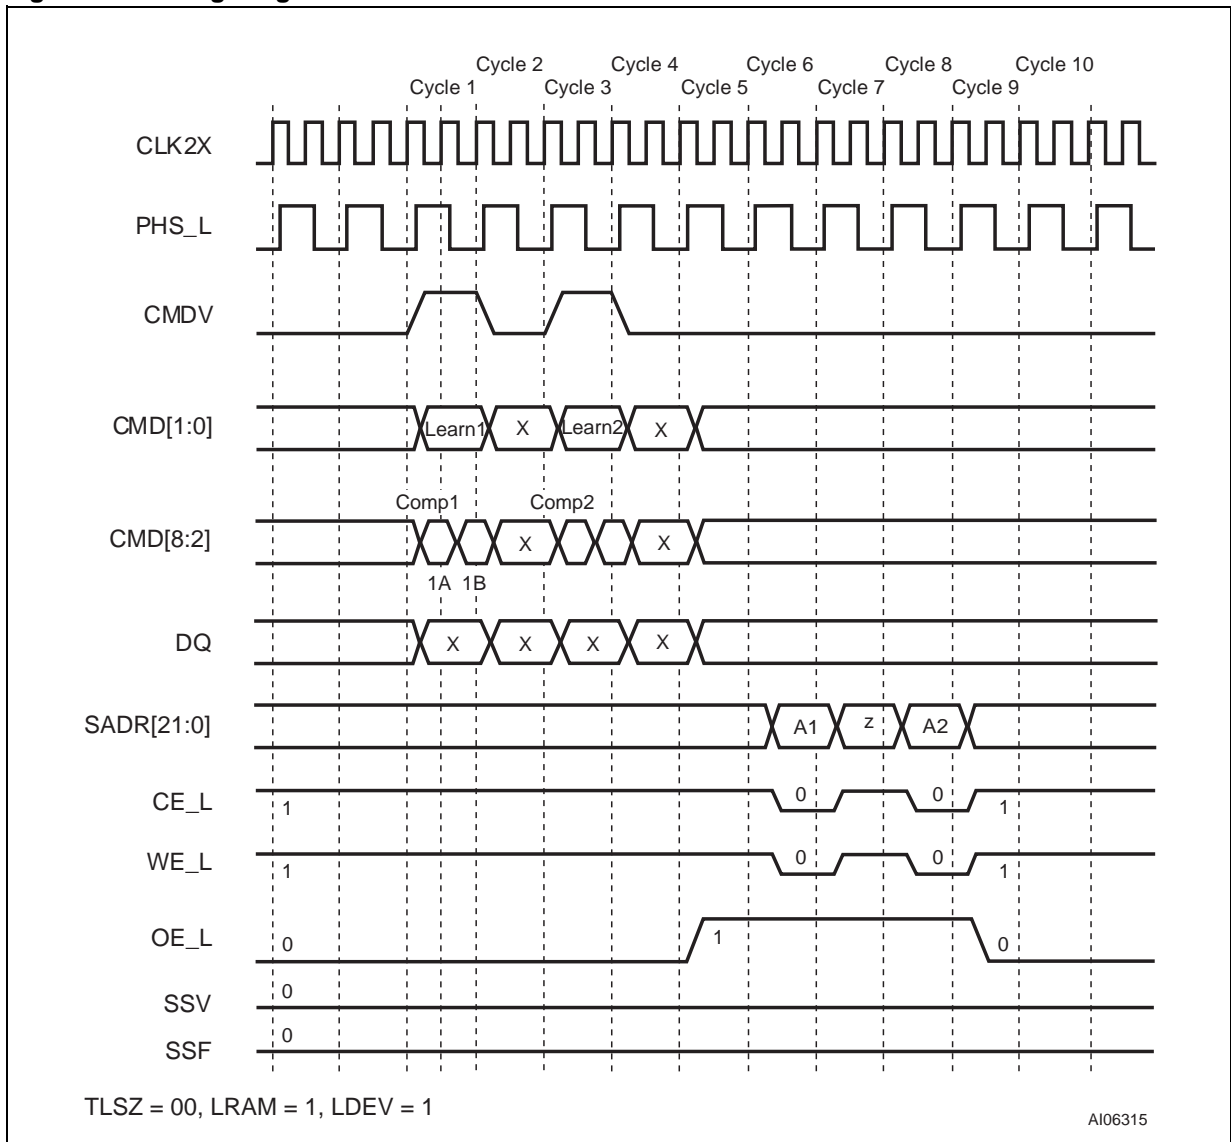 Cycle 2 Cycle 4 Cycle 6 Cycle 8 Cycle 10
Cycle 1 Cycle 3 Cycle 5 Cycle 7 Cycle 9
CLK2X
PHS_L
CMDV
CMD[1:0] Learn1 X Learn2 X
Comp1 Comp2
CMD[8:2] X X
1A 1B
DQ X X X X
SADR[21:0] A1 z A2
CE_L 1 0 0 1
WE_L 1 0 0 1
OE_L 0 1 0
SSV 0
SSF 0
TLSZ = 00, LRAM = 1, LDEV = 1
AI06315